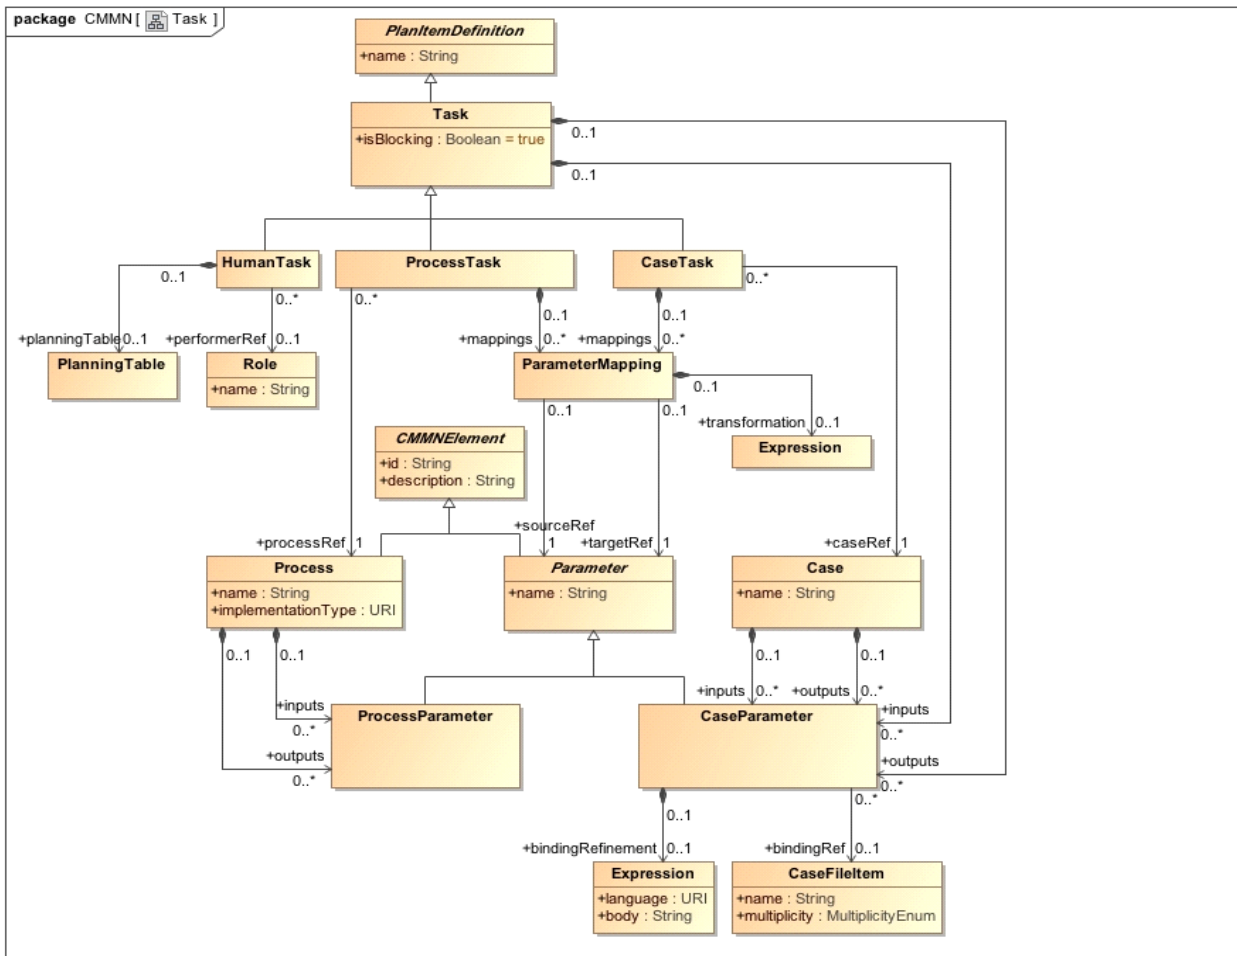 package CMMN [ Task ]
PlanItemDefinition
+name : String
Task
+isBlocking : Boolean = true
0..1
0..1
HumanTask
ProcessTask
CaseTask
0..1
0..*
0..*
0..1
0..1
0..*
+planningTable 0..1
+performerRef 0..1
+mappings 0..*
+mappings 0..*
PlanningTable
Role
+name : String
ParameterMapping
0..1
0..1
0..1
+transformation 0..1
Expression
CMMNElement
+id : String
+description : String
+processRef 1
+sourceRef
1
+targetRef 1
+caseRef 1
Process
+name : String
+implementationType : URI
Parameter
+name : String
Case
+name : String
0..1
0..1
0..1
0..1
+inputs
0..*
+outputs
0..*
+inputs 0..*
+outputs 0..*
+inputs
0..*
+outputs
0..*
ProcessParameter
CaseParameter
0..1
0..*
+bindingRefinement 0..1
+bindingRef 0..1
Expression
+language : URI
+body : String
CaseFileItem
+name : String
+multiplicity : MultiplicityEnum